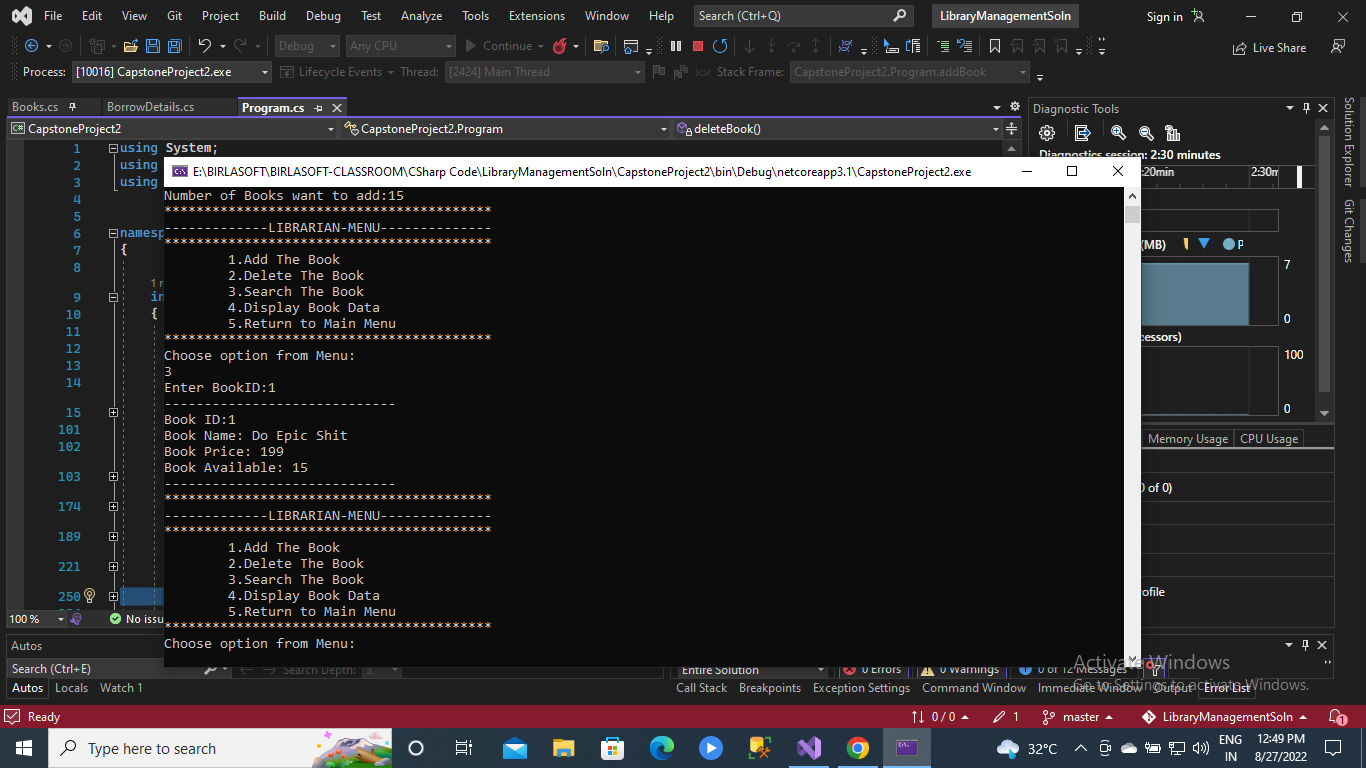 File Edit View Git Project Build Debug Test Analyze Tools Extensions Window Help Search (Ctrl+Q) LibraryManagementSoln Sign in
Debug Any CPU Continue Live Share
Process: [10016] CapstoneProject2.exe Lifecycle Events Thread: [2424] Main Thread Stack Frame: CapstoneProject2.Program.addBook
Books.cs BorrowDetails.cs Program.cs
CapstoneProject2 CapstoneProject2.Program deleteBook()
1 using System;
2 using
3 using
4
5
6 namesp
7 {
8
9 in
10 {
11
12
13
14
15
101
102
103
174
189
221
250
100 % No issu
E:\BIRLASOFT\BIRLASOFT-CLASSROOM\CSharp Code\LibraryManagementSoln\CapstoneProject2\bin\Debug\netcoreapp3.1\CapstoneProject2.exe
Number of Books want to add:15
*****************************************
-------------LIBRARIAN-MENU--------------
*****************************************
1.Add The Book
2.Delete The Book
3.Search The Book
4.Display Book Data
5.Return to Main Menu
*****************************************
Choose option from Menu:
3
Enter BookID:1
-----------------------------
Book ID:1
Book Name: Do Epic Shit
Book Price: 199
Book Available: 15
-----------------------------
*****************************************
-------------LIBRARIAN-MENU--------------
*****************************************
1.Add The Book
2.Delete The Book
3.Search The Book
4.Display Book Data
5.Return to Main Menu
*****************************************
Choose option from Menu:
Diagnostic Tools
Diagnostics session: 2:30 minutes
:20min 2:30m
(MB) P
7
0
cessors)
100
0
Memory Usage CPU Usage
0 of 0)
ofile
Solution Explorer
Git Changes
Autos
Search (Ctrl+E) Search Depth: 3
Autos Locals Watch 1
Entire Solution 0 Errors 0 Warnings 0 of 12 Messages
Call Stack Breakpoints Exception Settings Command Window Immediate Window Output Error List
Activate Windows
Go to Settings to activate Windows.
Ready 0 / 0 1 master LibraryManagementSoln 1
Type here to search 32°C ENG IN 12:49 PM 8/27/2022